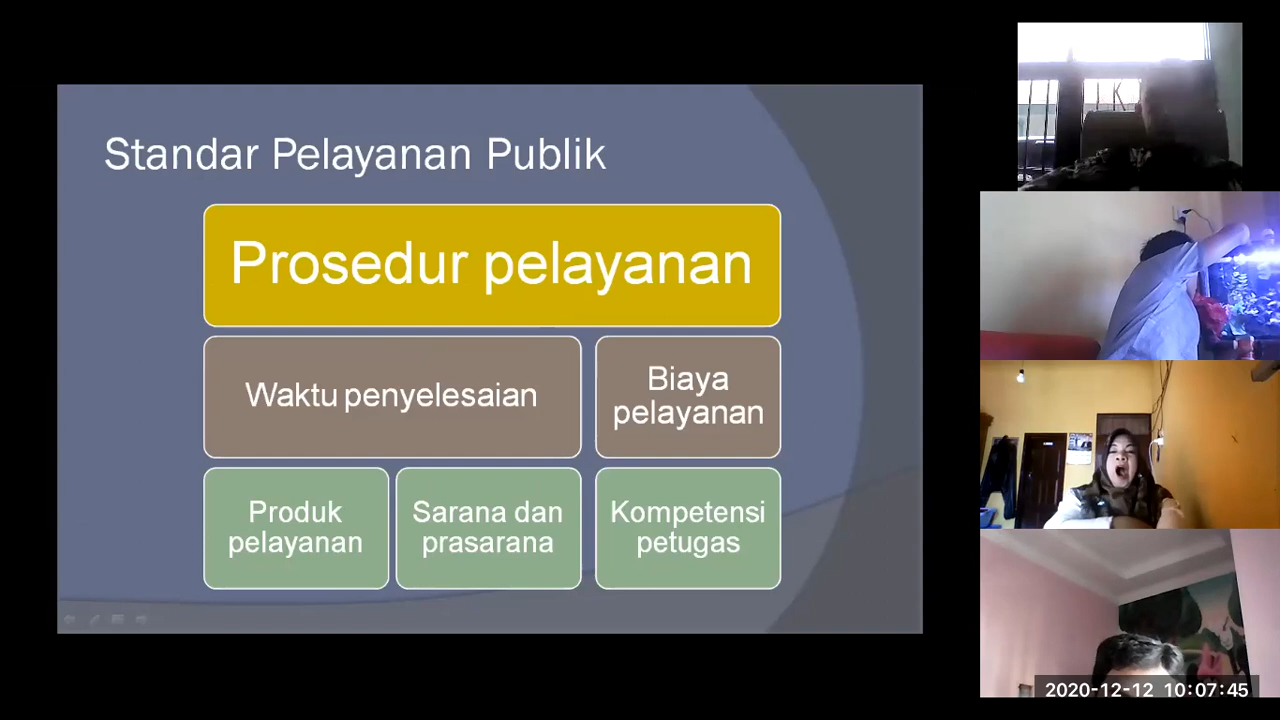 Standar Pelayanan Publik
Prosedur pelayanan
Waktu penyelesaian
Biaya
pelayanan
Produk
pelayanan
Sarana dan
prasarana
Kompetensi
petugas
2020-12-12 10:07:45